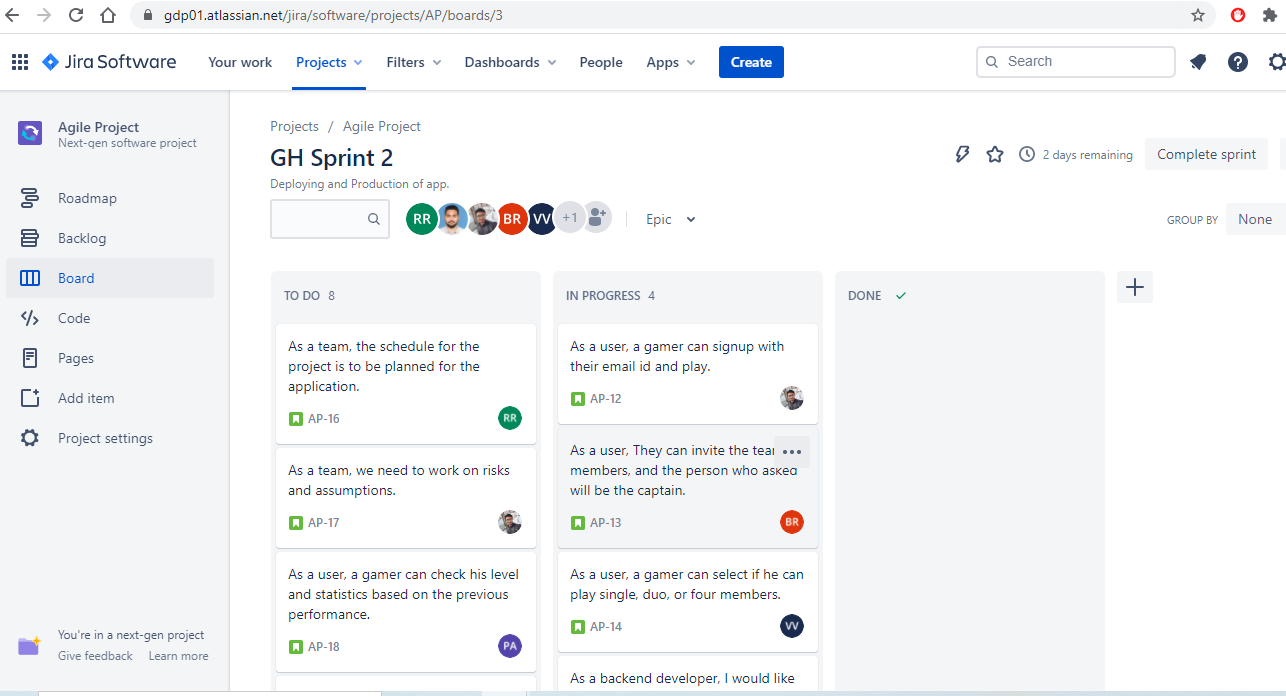 gdp01.atlassian.net/jira/software/projects/AP/boards/3
Jira Software
Your work
Projects
Filters
Dashboards
People
Apps
Create
Search
Agile Project
Next-gen software project
Roadmap
Backlog
Board
Code
Pages
Add item
Project settings
You're in a next-gen project
Give feedback Learn more
Projects / Agile Project
GH Sprint 2
2 days remaining
Complete sprint
Deploying and Production of app.
RR
BR
VV
+1
Epic
GROUP BY
None
TO DO 8
As a team, the schedule for the
project is to be planned for the
application.
AP-16
RR
As a team, we need to work on risks
and assumptions.
AP-17
As a user, a gamer can check his level
and statistics based on the previous
performance.
AP-18
PA
IN PROGRESS 4
As a user, a gamer can signup with
their email id and play.
AP-12
As a user, They can invite the tea
members, and the person who asked
will be the captain.
AP-13
BR
As a user, a gamer can select if he can
play single, duo, or four members.
AP-14
VV
As a backend developer, I would like
DONE